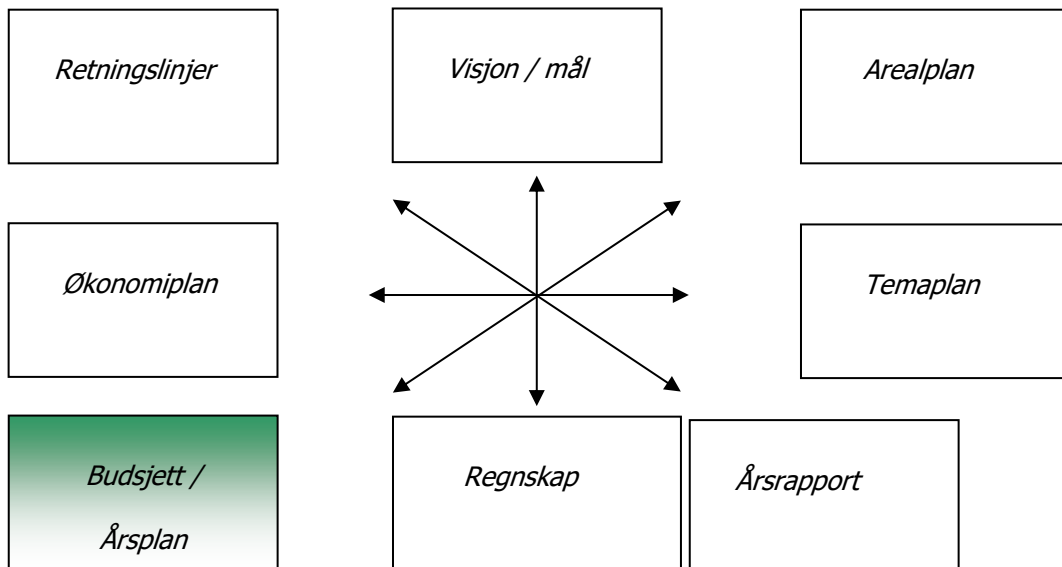 Retningslinjer
Visjon / mål
Arealplan
Økonomiplan
Temaplan
Budsjett /
Årsplan
Regnskap
Årsrapport